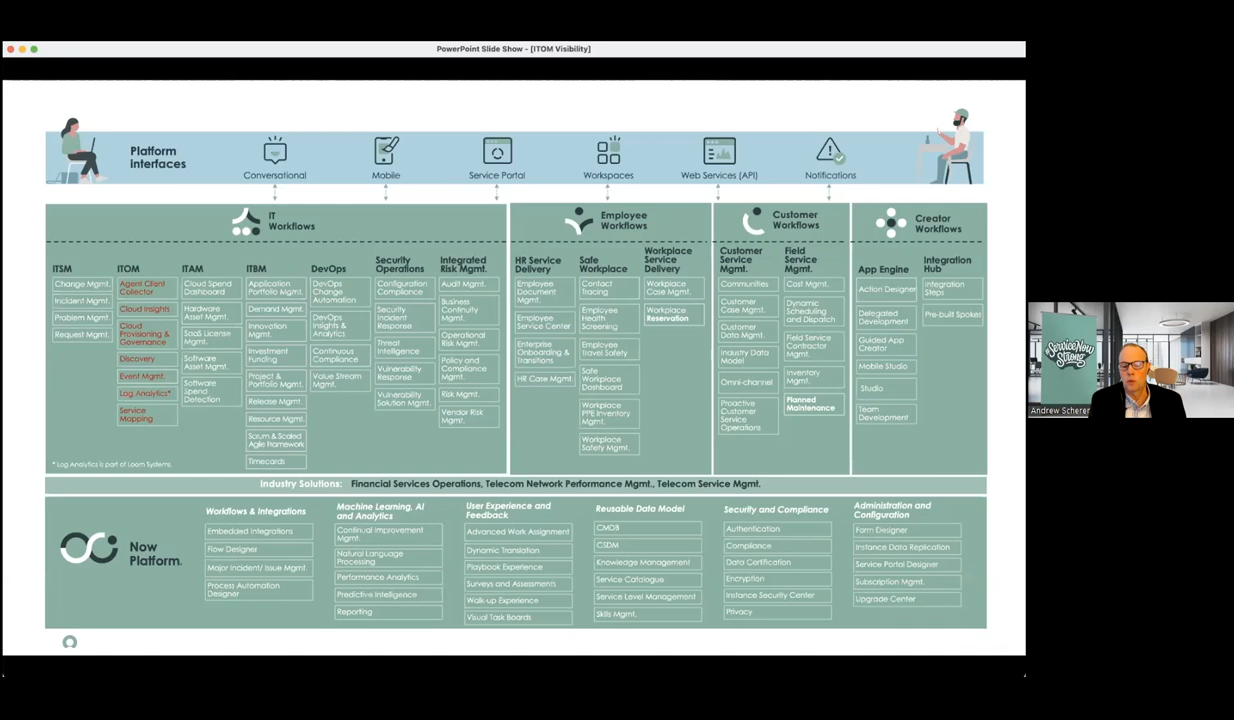 PowerPoint Slide Show - [ITOM Visibility]
Platform
Interfaces
Conversational
Mobile
Service Portal
Workspaces
Web Services (API)
Notifications
IT
Workflows
ITSM
Change Mgmt.
Incident Mgmt.
Problem Mgmt.
Request Mgmt.
ITOM
Agent Client
Collector
Cloud Insights
Cloud
Provisioning &
Governance
Discovery
Event Mgmt.
Log Analytics*
Service
Mapping
ITAM
Cloud Spend
Dashboard
Hardware
Asset Mgmt.
SaaS License
Mgmt.
Software
Asset Mgmt.
Software
Spend
Detection
ITBM
Application
Portfolio Mgmt.
Demand Mgmt.
Innovation
Mgmt.
Investment
Funding
Project &
Portfolio Mgmt.
Release Mgmt.
Resource Mgmt.
Scrum & Scaled
Agile Framework
Timecards
DevOps
DevOps
Change
Automation
DevOps
Insights &
Analytics
Continuous
Compliance
Value Stream
Mgmt.
Security
Operations
Configuration
Compliance
Security
Incident
Response
Threat
Intelligence
Vulnerability
Response
Vulnerability
Solution Mgmt.
Integrated
Risk Mgmt.
Audit Mgmt.
Business
Continuity
Mgmt.
Operational
Risk Mgmt.
Policy and
Compliance
Mgmt.
Risk Mgmt.
Vendor Risk
Mgmt.
* Log Analytics is part of Loom Systems.
Employee
Workflows
HR Service
Delivery
Employee
Document
Mgmt.
Employee
Service Center
Enterprise
Onboarding &
Transitions
HR Case Mgmt
Safe
Workplace
Contact
Tracing
Employee
Health
Screening
Employee
Travel Safety
Safe
Workplace
Dashboard
Workplace
PPE Inventory
Mgmt.
Workplace
Safety Mgmt.
Workplace
Service
Delivery
Workplace
Case Mgmt.
Workplace
Reservation
Customer
Workflows
Customer
Service
Mgmt.
Communities
Customer
Case Mgmt.
Customer
Data Mgmt.
Industry Data
Model
Omni-channel
Proactive
Customer
Service
Operations
Field
Service
Mgmt.
Cost Mgmt.
Dynamic
Scheduling
and Dispatch
Field Service
Contractor
Mgmt.
Inventory
Mgmt.
Planned
Maintenance
Creator
Workflows
App Engine
Action Designer
Delegated
Development
Guided App
Creator
Mobile Studio
Studio
Team
Development
Integration
Hub
Integration
Steps
Pre-built Spokes
Industry Solutions: Financial Services Operations, Telecom Network Performance Mgmt., Telecom Service Mgmt.
Now
Platform.
Workflows & Integrations
Embedded Integrations
Flow Designer
Major Incident/ Issue Mgmt.
Process Automation
Designer
Machine Learning, AI
and Analytics
Continual Improvement
Mgmt.
Natural Language
Processing
Performance Analytics
Predictive Intelligence
Reporting
User Experience and
Feedback
Advanced Work Assignment
Dynamic Translation
Playbook Experience
Surveys and Assessments
Walk-up Experience
Visual Task Boards
Reusable Data Model
CMDB
CSDM
Knowledge Management
Service Catalogue
Service Level Management
Skills Mgmt.
Security and Compliance
Authentication
Compliance
Data Certification
Encryption
Instance Security Center
Privacy
Administration and
Configuration
Form Designer
Instance Data Replication
Service Portal Designer
Subscription Mgmt.
Upgrade Center
#ServiceNow
Strong
Andrew Scherer